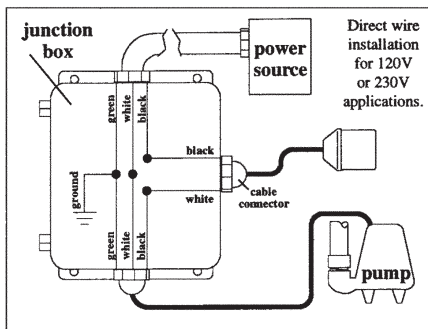 junction
box
power
source
Direct wire
installation
for 120V
or 230V
applications.
green
white
black
black
white
cable
connector
ground
green
white
black
pump